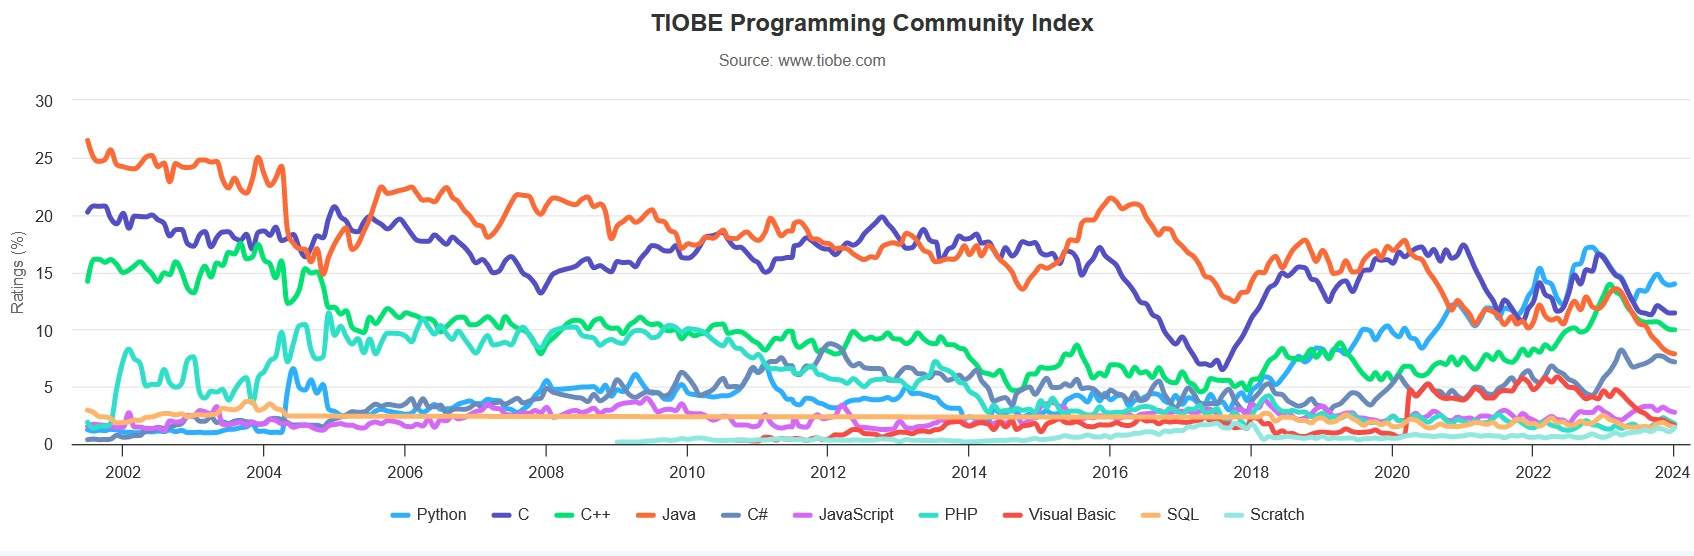 TIOBE Programming Community Index
Source: www.tiobe.com
Ratings (%)
30
25
20
15
10
5
0
2002 2004 2006 2008 2010 2012 2014 2016 2018 2020 2022 2024
Python C C++ Java C# JavaScript PHP Visual Basic SQL Scratch